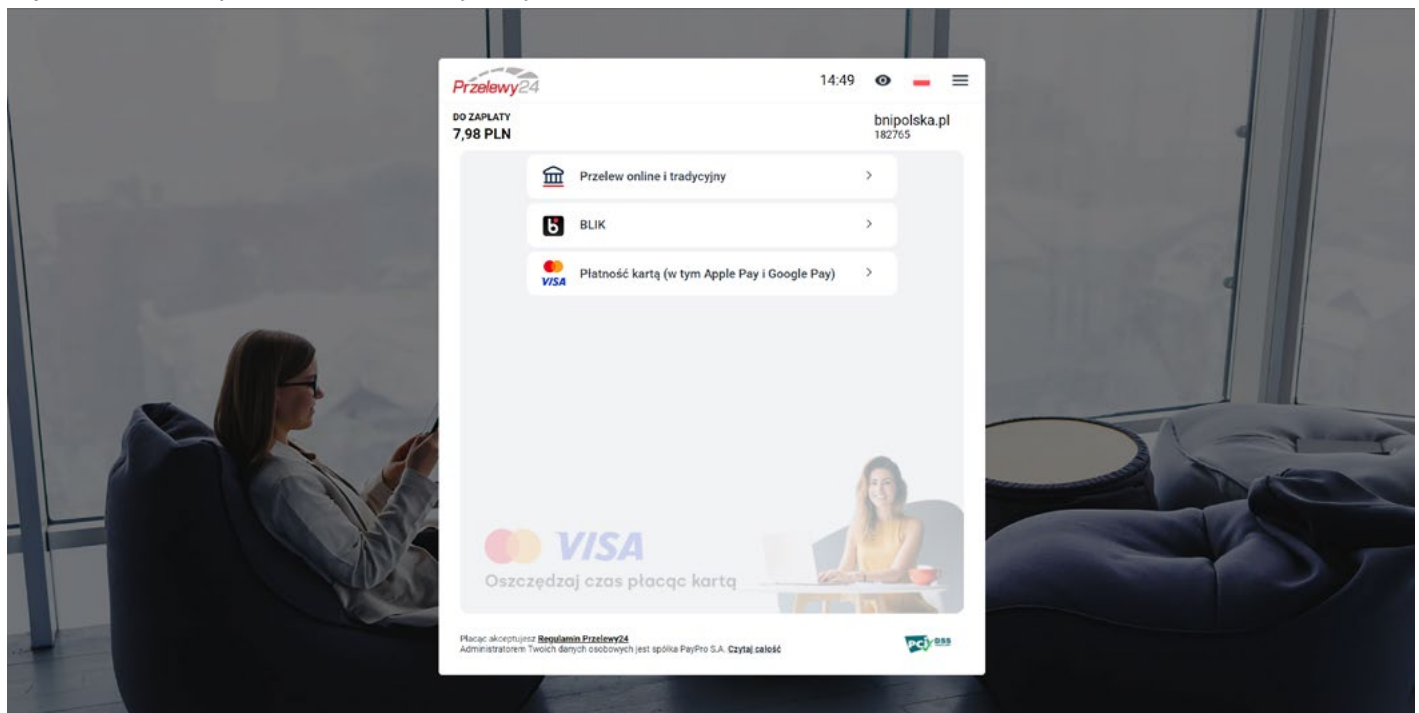 Przelewy24
14:49
DO ZAPŁATY
7,98 PLN
bnipolska.pl
182765
Przelew online i tradycyjny
BLIK
VISA
Płatność kartą (w tym Apple Pay i Google Pay)
VISA
Oszczędzaj czas płacąc kartą
Płacąc akceptujesz Regulamin Przelewy24
Administratorem Twoich danych osobowych jest spółka PayPro S.A. Czytaj całość
PCI DSS